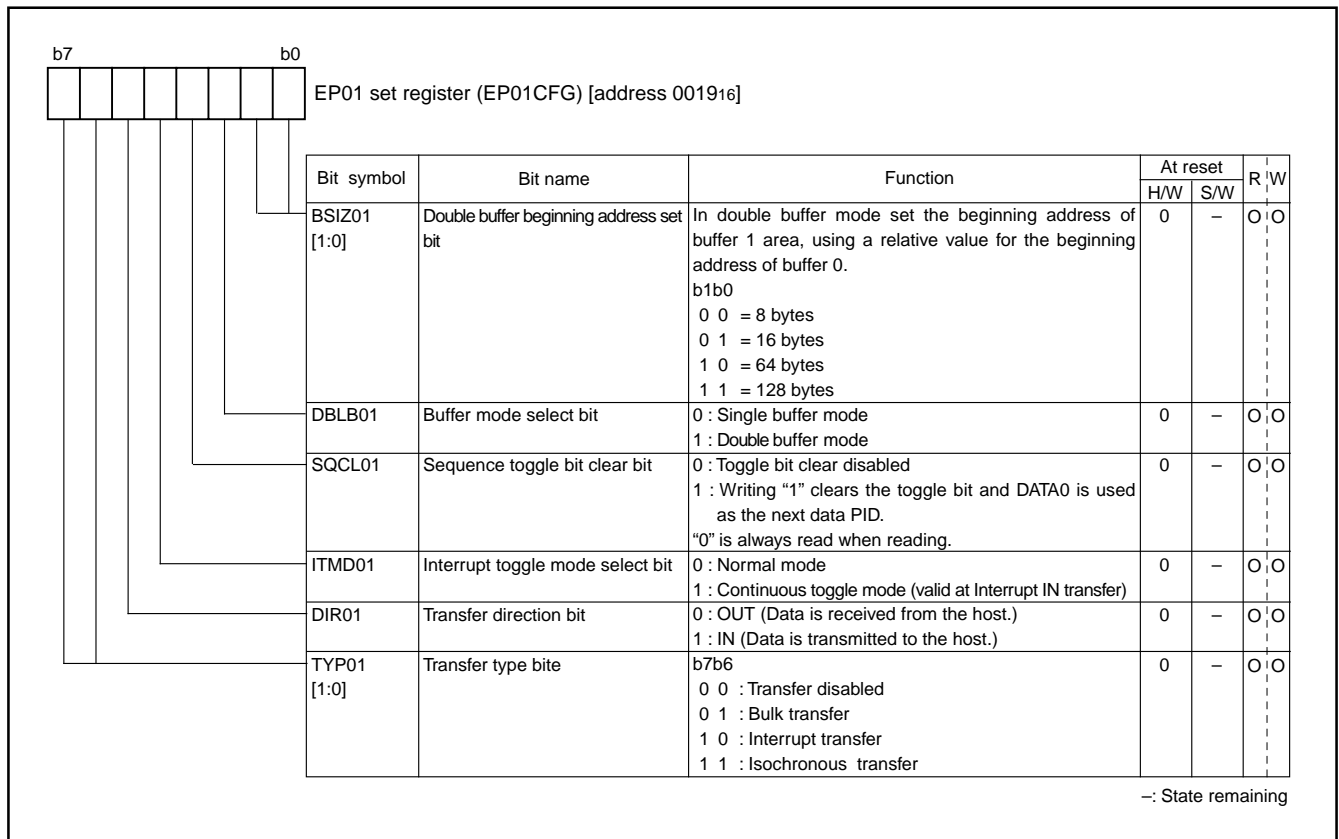 b7 b0
EP01 set register (EP01CFG) [address 001916]
Bit symbol Bit name Function At reset R W
H/W S/W
BSIZ01 Double buffer beginning address set In double buffer mode set the beginning address of 0 – O O
[1:0] bit buffer 1 area, using a relative value for the beginning
address of buffer 0.
b1b0
0 0 = 8 bytes
0 1 = 16 bytes
1 0 = 64 bytes
1 1 = 128 bytes
DBLB01 Buffer mode select bit 0 : Single buffer mode 0 – O O
1 : Double buffer mode
SQCL01 Sequence toggle bit clear bit 0 : Toggle bit clear disabled 0 – O O
1 : Writing “1” clears the toggle bit and DATA0 is used
as the next data PID.
“0” is always read when reading.
ITMD01 Interrupt toggle mode select bit 0 : Normal mode 0 – O O
1 : Continuous toggle mode (valid at Interrupt IN transfer)
DIR01 Transfer direction bit 0 : OUT (Data is received from the host.) 0 – O O
1 : IN (Data is transmitted to the host.)
TYP01 Transfer type bite b7b6 0 – O O
[1:0] 0 0 : Transfer disabled
0 1 : Bulk transfer
1 0 : Interrupt transfer
1 1 : Isochronous transfer
–: State remaining